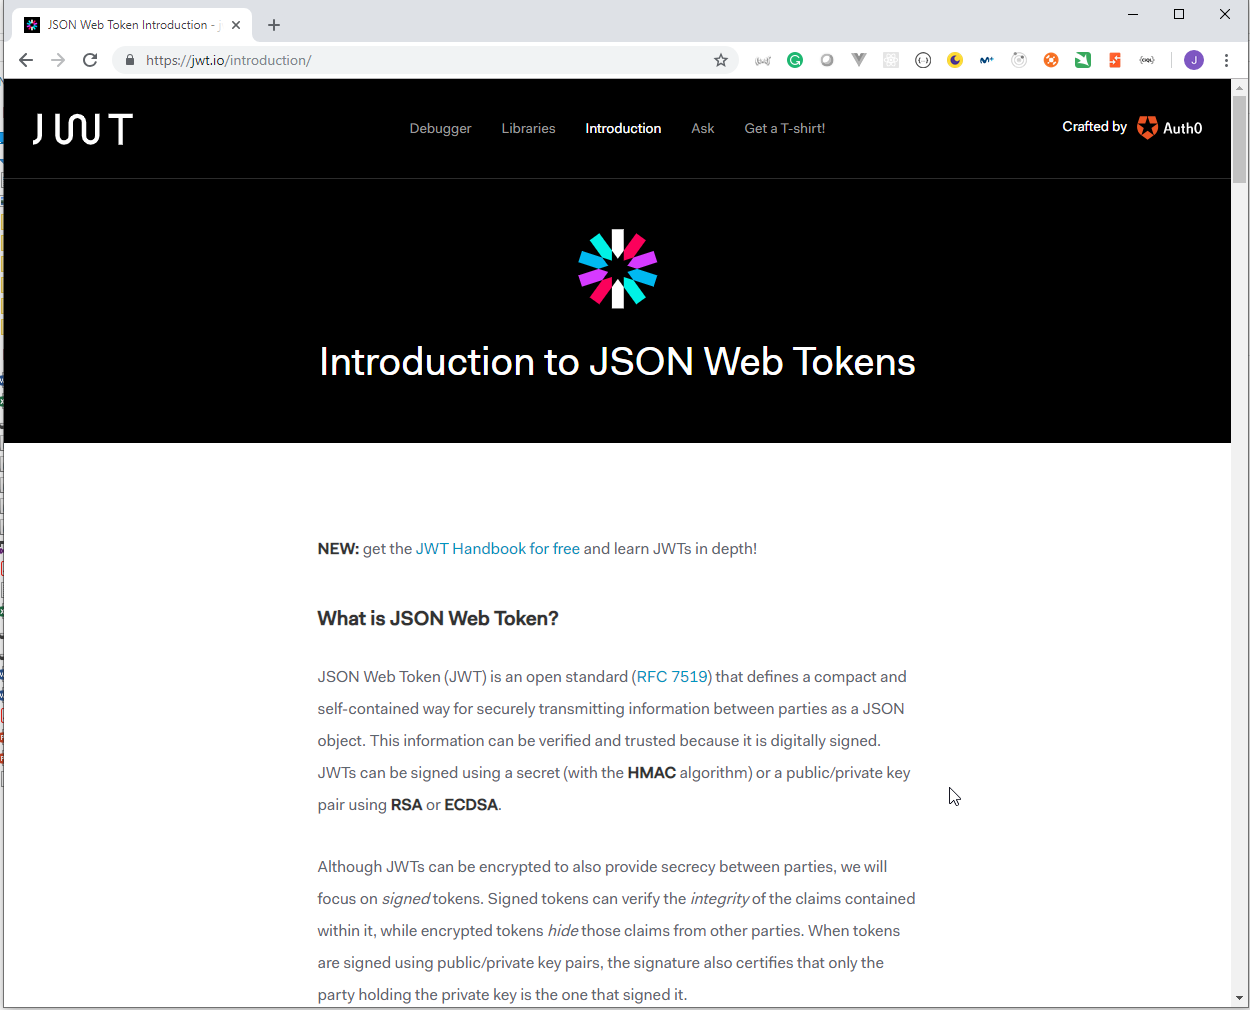 JSON Web Token Introduction - j
https://jwt.io/introduction/
J
JWT
Debugger
Libraries
Introduction
Ask
Get a T-shirt!
Crafted by
Auth0
Introduction to JSON Web Tokens
NEW: get the JWT Handbook for free and learn JWTs in depth!
What is JSON Web Token?
JSON Web Token (JWT) is an open standard (RFC 7519) that defines a compact and
self-contained way for securely transmitting information between parties as a JSON
object. This information can be verified and trusted because it is digitally signed.
JWTs can be signed using a secret (with the HMAC algorithm) or a public/private key
pair using RSA or ECDSA.
Although JWTs can be encrypted to also provide secrecy between parties, we will
focus on signed tokens. Signed tokens can verify the integrity of the claims contained
within it, while encrypted tokens hide those claims from other parties. When tokens
are signed using public/private key pairs, the signature also certifies that only the
party holding the private key is the one that signed it.